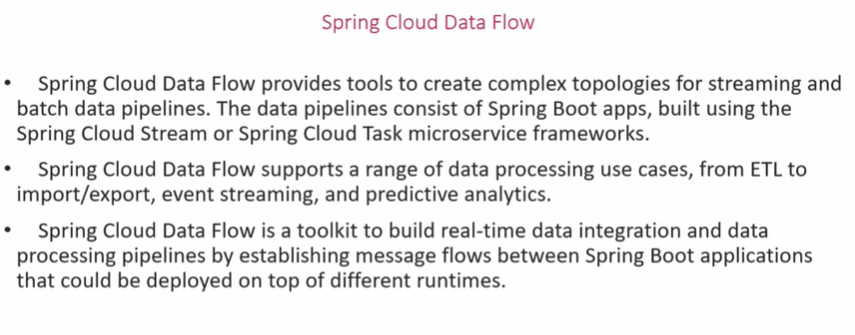 Spring Cloud Data Flow
• Spring Cloud Data Flow provides tools to create complex topologies for streaming and
batch data pipelines. The data pipelines consist of Spring Boot apps, built using the
Spring Cloud Stream or Spring Cloud Task microservice frameworks.
• Spring Cloud Data Flow supports a range of data processing use cases, from ETL to
import/export, event streaming, and predictive analytics.
• Spring Cloud Data Flow is a toolkit to build real-time data integration and data
processing pipelines by establishing message flows between Spring Boot applications
that could be deployed on top of different runtimes.